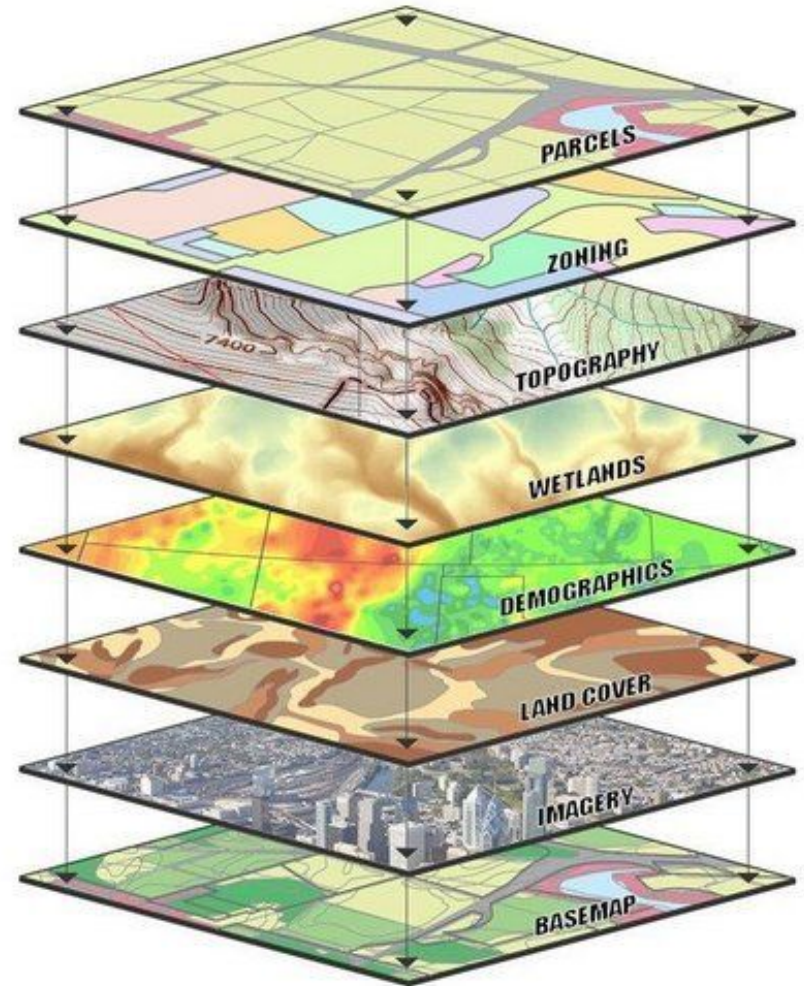 PARCELS
ZONING
7400
TOPOGRAPHY
WETLANDS
DEMOGRAPHICS
LAND COVER
IMAGERY
BASEMAP